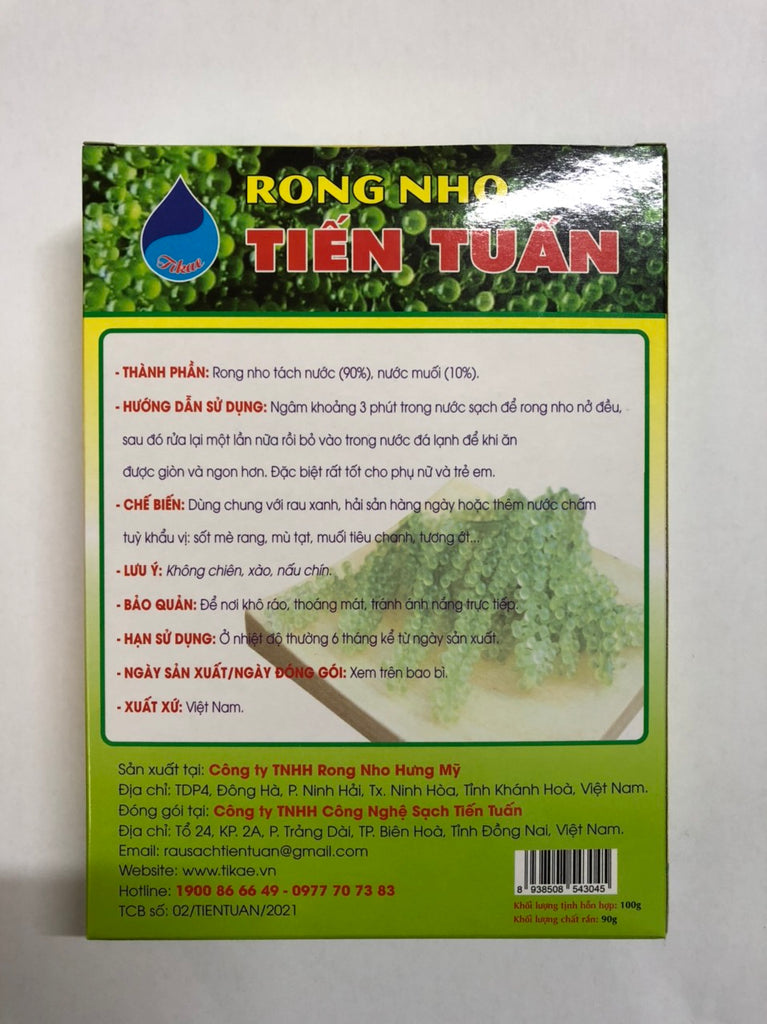 RONG NHO
TIẾN TUẤN
Tikae
- THÀNH PHẦN: Rong nho tách nước (90%), nước muối (10%).
- HƯỚNG DẪN SỬ DỤNG: Ngâm khoảng 3 phút trong nước sạch để rong nho nở đều,
sau đó rửa lại một lần nữa rồi bỏ vào trong nước đá lạnh để khi ăn
được giòn và ngon hơn. Đặc biệt rất tốt cho phụ nữ và trẻ em.
- CHẾ BIẾN: Dùng chung với rau xanh, hải sản hàng ngày hoặc thêm nước chấm
tuỳ khẩu vị: sốt mè rang, mù tạt, muối tiêu chanh, tương ớt...
- LƯU Ý: Không chiên, xào, nấu chín.
- BẢO QUẢN: Để nơi khô ráo, thoáng mát, tránh ánh nắng trực tiếp.
- HẠN SỬ DỤNG: Ở nhiệt độ thường 6 tháng kể từ ngày sản xuất.
- NGÀY SẢN XUẤT/NGÀY ĐÓNG GÓI: Xem trên bao bì.
- XUẤT XỨ: Việt Nam.
Sản xuất tại: Công ty TNHH Rong Nho Hưng Mỹ
Địa chỉ: TDP4, Đông Hà, P. Ninh Hải, Tx. Ninh Hòa, Tỉnh Khánh Hoà, Việt Nam.
Đóng gói tại: Công ty TNHH Công Nghệ Sạch Tiến Tuấn
Địa chỉ: Tổ 24, KP. 2A, P. Trảng Dài, TP. Biên Hoà, Tỉnh Đồng Nai, Việt Nam.
Email: rausachtientuan@gmail.com
Website: www.tikae.vn
Hotline: 1900 86 66 49 - 0977 70 73 83
TCB số: 02/TIENTUAN/2021
8 938508 543045
Khối lượng tịnh hỗn hợp: 100g
Khối lượng chất rắn: 90g